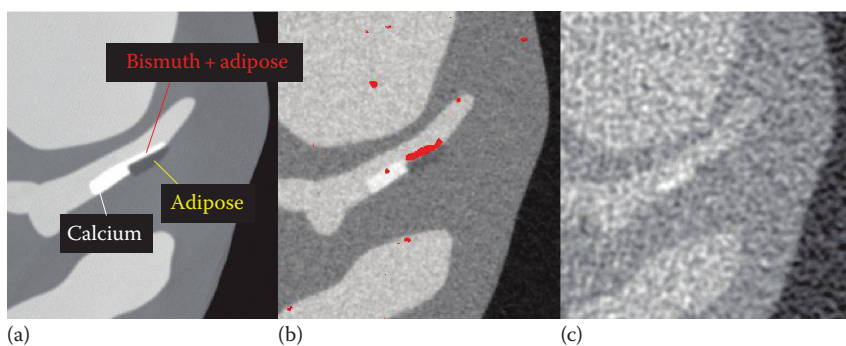 Bismuth + adipose
Adipose
Calcium
(a)
(b)
(c)